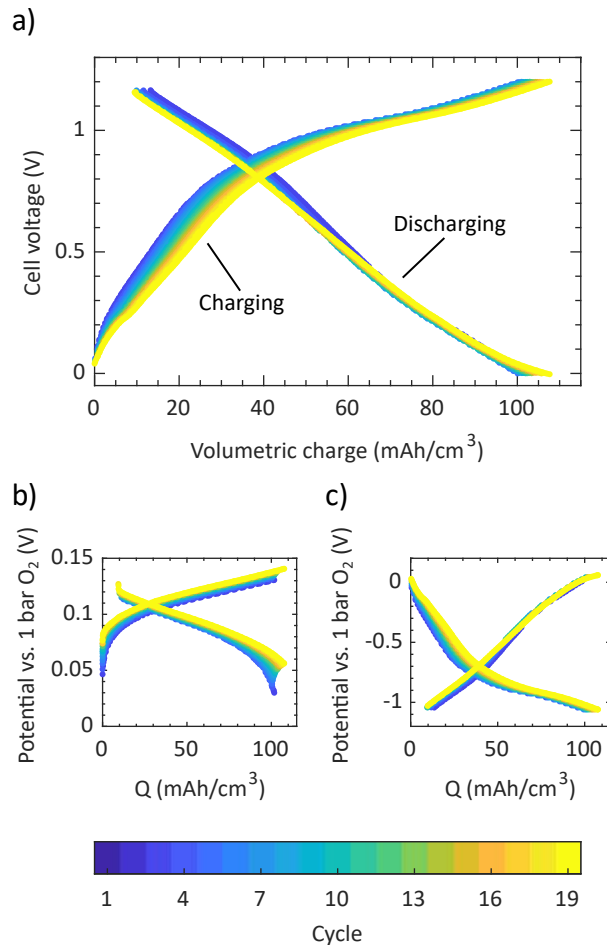 a)
Cell voltage (V)
1
0.5
0
Discharging
Charging
0 20 40 60 80 100
Volumetric charge (mAh/cm³)
b)
Potential vs. 1 bar O₂ (V)
0.15
0.1
0.05
0
0 50 100
Q (mAh/cm³)
c)
Potential vs. 1 bar O₂ (V)
0
-0.5
-1
0 50 100
Q (mAh/cm³)
1 4 7 10 13 16 19
Cycle